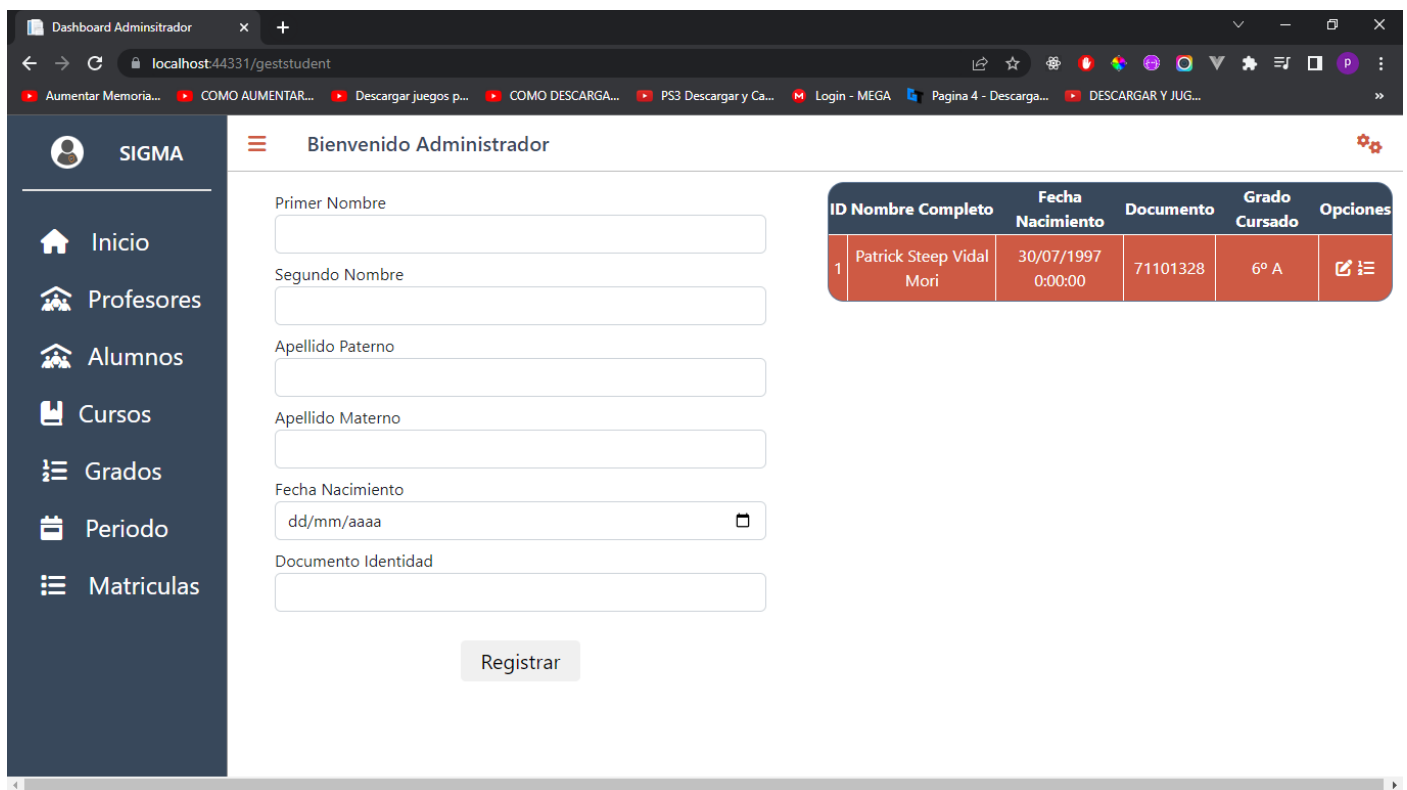 Dashboard Adminsitrador
localhost:44331/geststudent
P
Aumentar Memoria... COMO AUMENTAR... Descargar juegos p... COMO DESCARGA... PS3 Descargar y Ca... M Login - MEGA Pagina 4 - Descarga... DESCARGAR Y JUG... »
SIGMA
Bienvenido Administrador
Inicio
Profesores
Alumnos
Cursos
Grados
Periodo
Matriculas
Primer Nombre
Segundo Nombre
Apellido Paterno
Apellido Materno
Fecha Nacimiento
dd/mm/aaaa
Documento Identidad
Registrar
ID Nombre Completo Fecha Nacimiento Documento Grado Cursado Opciones
1 Patrick Steep Vidal Mori 30/07/1997 0:00:00 71101328 6º A